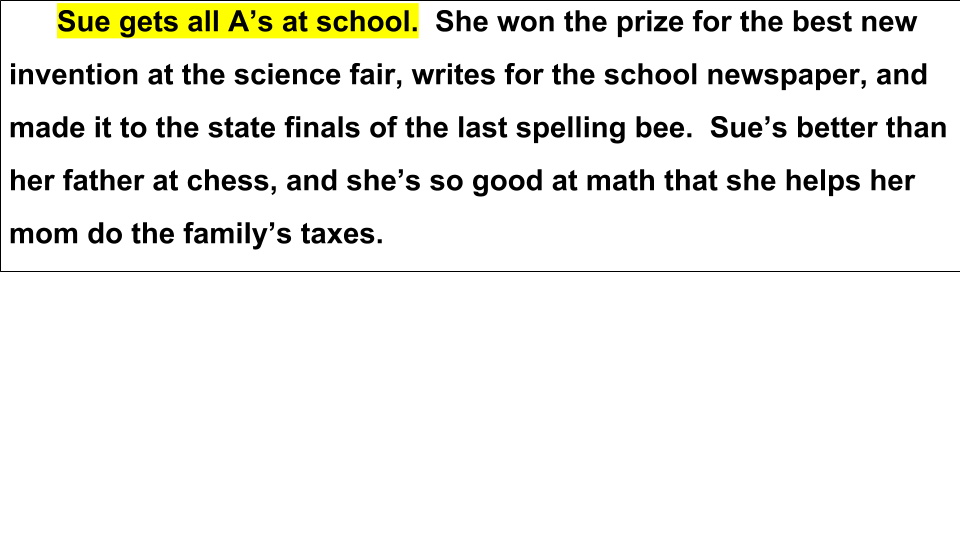 Sue gets all A’s at school.  She won the prize for the best new
invention at the science fair, writes for the school newspaper, and
made it to the state finals of the last spelling bee.  Sue’s better than
her father at chess, and she’s so good at math that she helps her
mom do the family’s taxes.